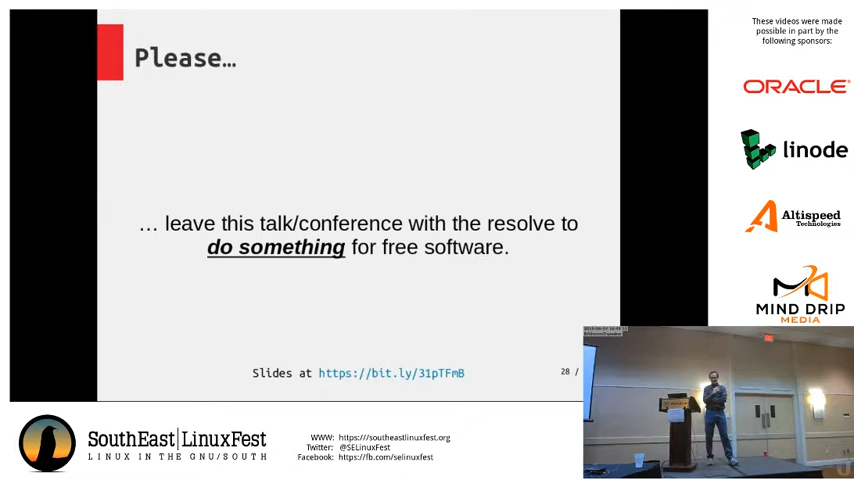 These videos were made
possible in part by the
following sponsors:
Please…
ORACLE®
linode
Altispeed
Technologies
… leave this talk/conference with the resolve to
do something for free software.
MIND DRIP
MEDIA
Slides at https://bit.ly/31pTFmB
28 /
SouthEast|LinuxFest
LINUX IN THE GNU/SOUTH
WWW: https:///southeastlinuxfest.org
Twitter: @SELinuxFest
Facebook: https://fb.com/selinuxfest